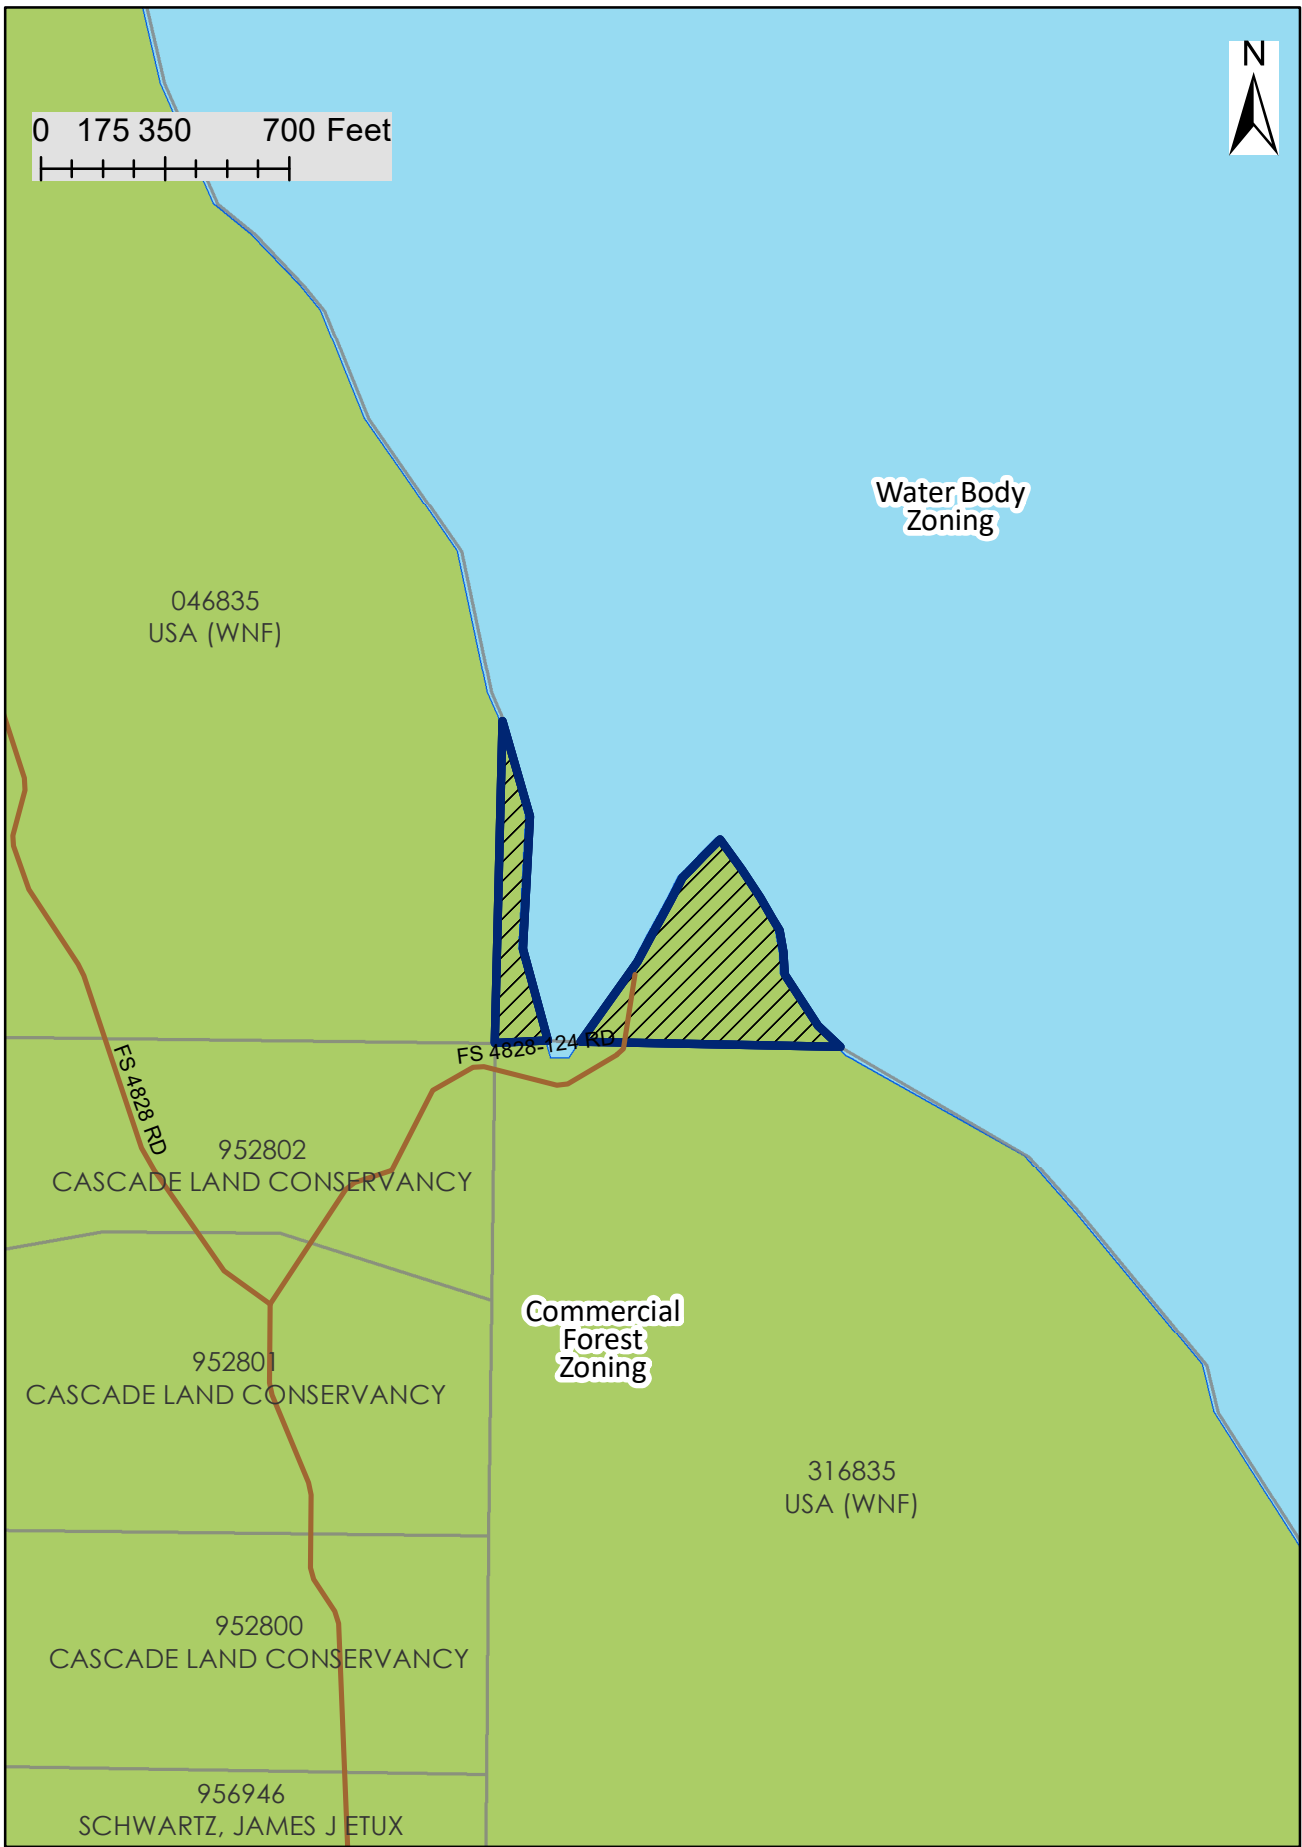 N
0 175 350 700 Feet
Water Body
Zoning
046835
USA (WNF)
FS 4828-124 RD
FS 4828 RD
952802
CASCADE LAND CONSERVANCY
Commercial
Forest
Zoning
952801
CASCADE LAND CONSERVANCY
316835
USA (WNF)
952800
CASCADE LAND CONSERVANCY
956946
SCHWARTZ, JAMES J ETUX